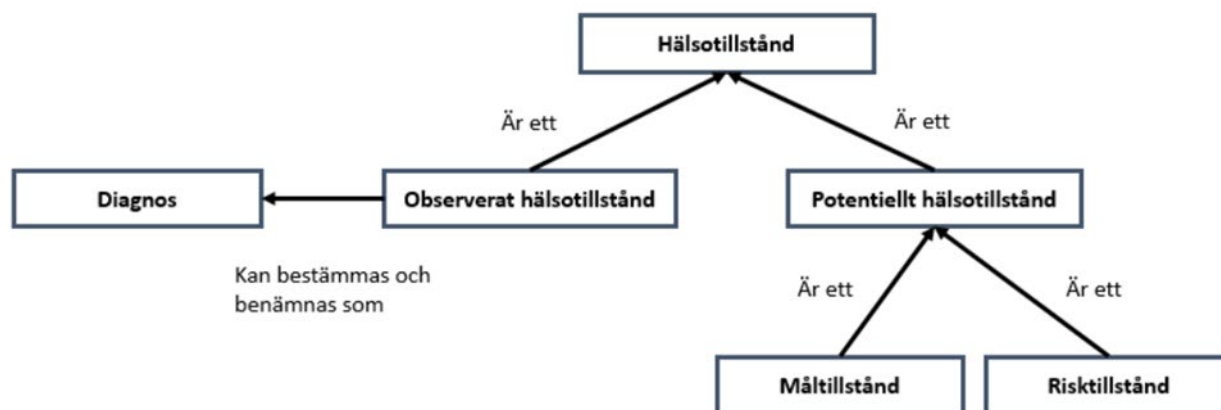 Hälsotillstånd
Är ett
Är ett
Diagnos
Observerat hälsotillstånd
Potentiellt hälsotillstånd
Kan bestämmas och
benämnas som
Är ett
Är ett
Måltillstånd
Risktillstånd